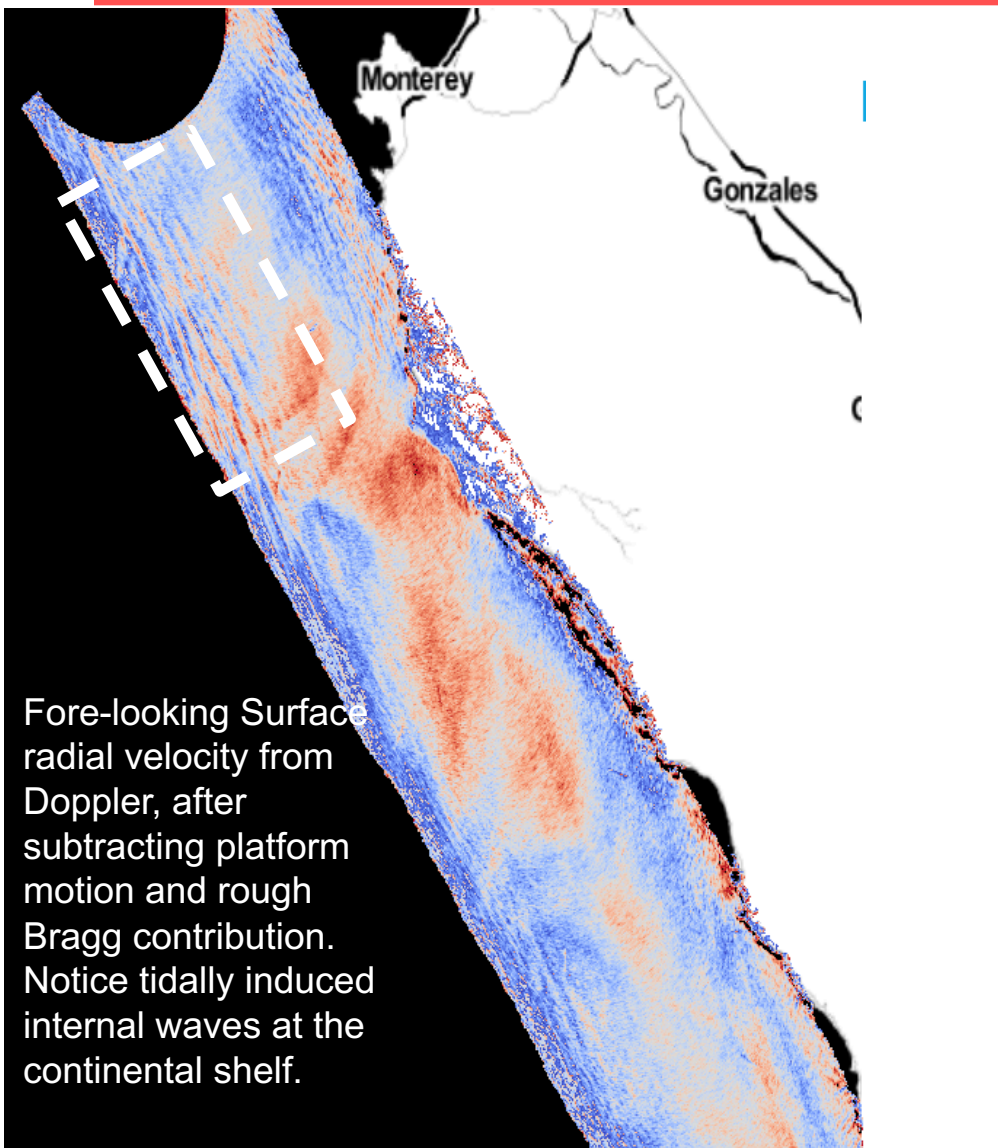 Monterey
Gonzales
Fore-looking Surface
radial velocity from
Doppler, after
subtracting platform
motion and rough
Bragg contribution.
Notice tidally induced
internal waves at the
continental shelf.